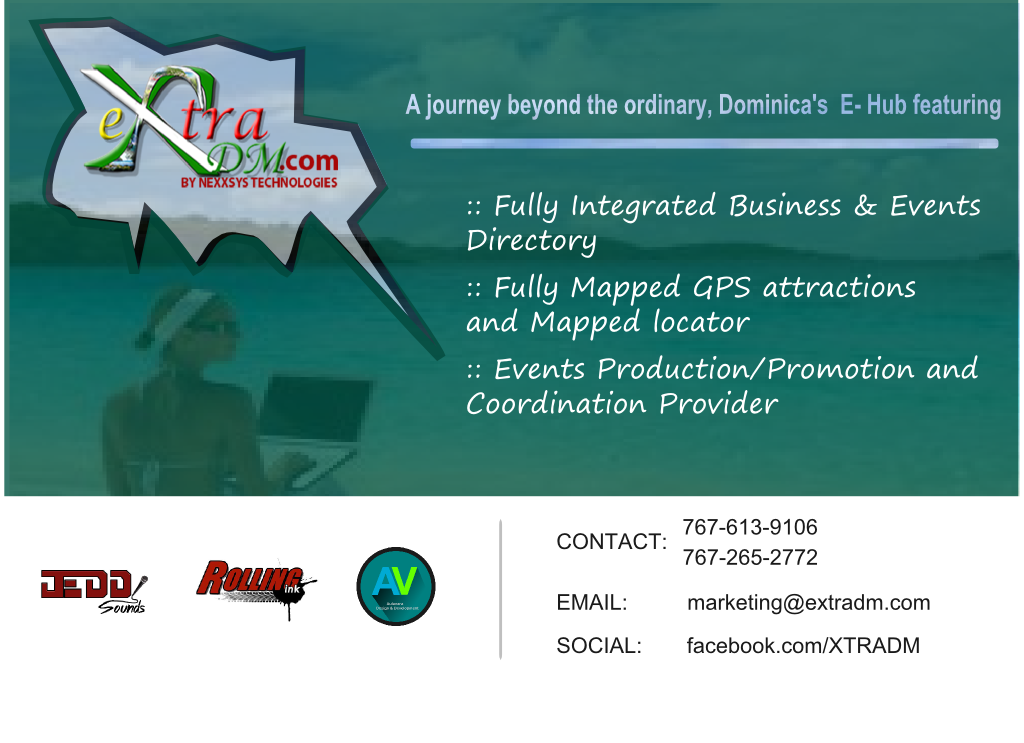 eXtra
DM.com
BY NEXXSYS TECHNOLOGIES
A journey beyond the ordinary, Dominica's E- Hub featuring
:: Fully Integrated Business & Events
Directory
:: Fully Mapped GPS attractions
and Mapped locator
:: Events Production/Promotion and
Coordination Provider
JEDD
Sounds
ROLLING
ink
AV
Design & Development
CONTACT: 767-613-9106
767-265-2772
EMAIL: marketing@extradm.com
SOCIAL: facebook.com/XTRADM